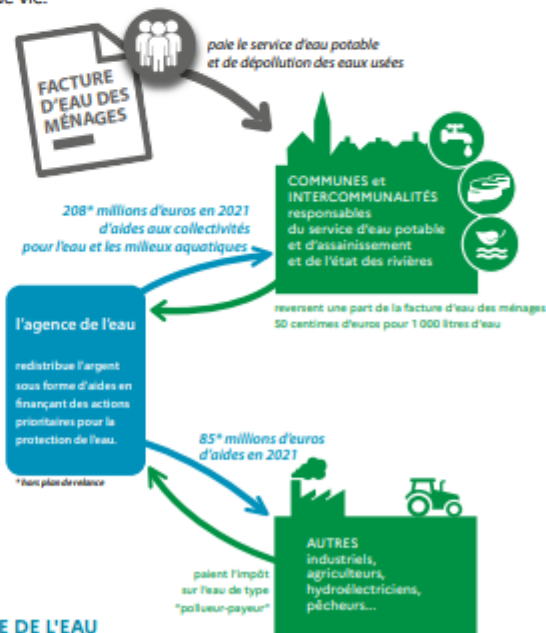 paie le service d'eau potable
et de dépollution des eaux usées
FACTURE
D'EAU DES
MÉNAGES
COMMUNES et
INTERCOMMUNALITÉS
responsables
du service d'eau potable
et d'assainissement
et de l'état des rivières
208* millions d'euros en 2021
d'aides aux collectivités
pour l'eau et les milieux aquatiques
reversent une part de la facture d'eau des ménages
50 centimes d'euros pour 1 000 litres d'eau
l'agence de l'eau
redistribue l'argent
sous forme d'aides en
finançant des actions
prioritaires pour la
protection de l'eau.
* hors plan de relance
85* millions d'euros
d'aides en 2021
AUTRES
industriels,
agriculteurs,
hydroélectriciens,
pêcheurs...
paient l'impôt
sur l'eau de type
"pollueur-payeur"
E DE L'EAU